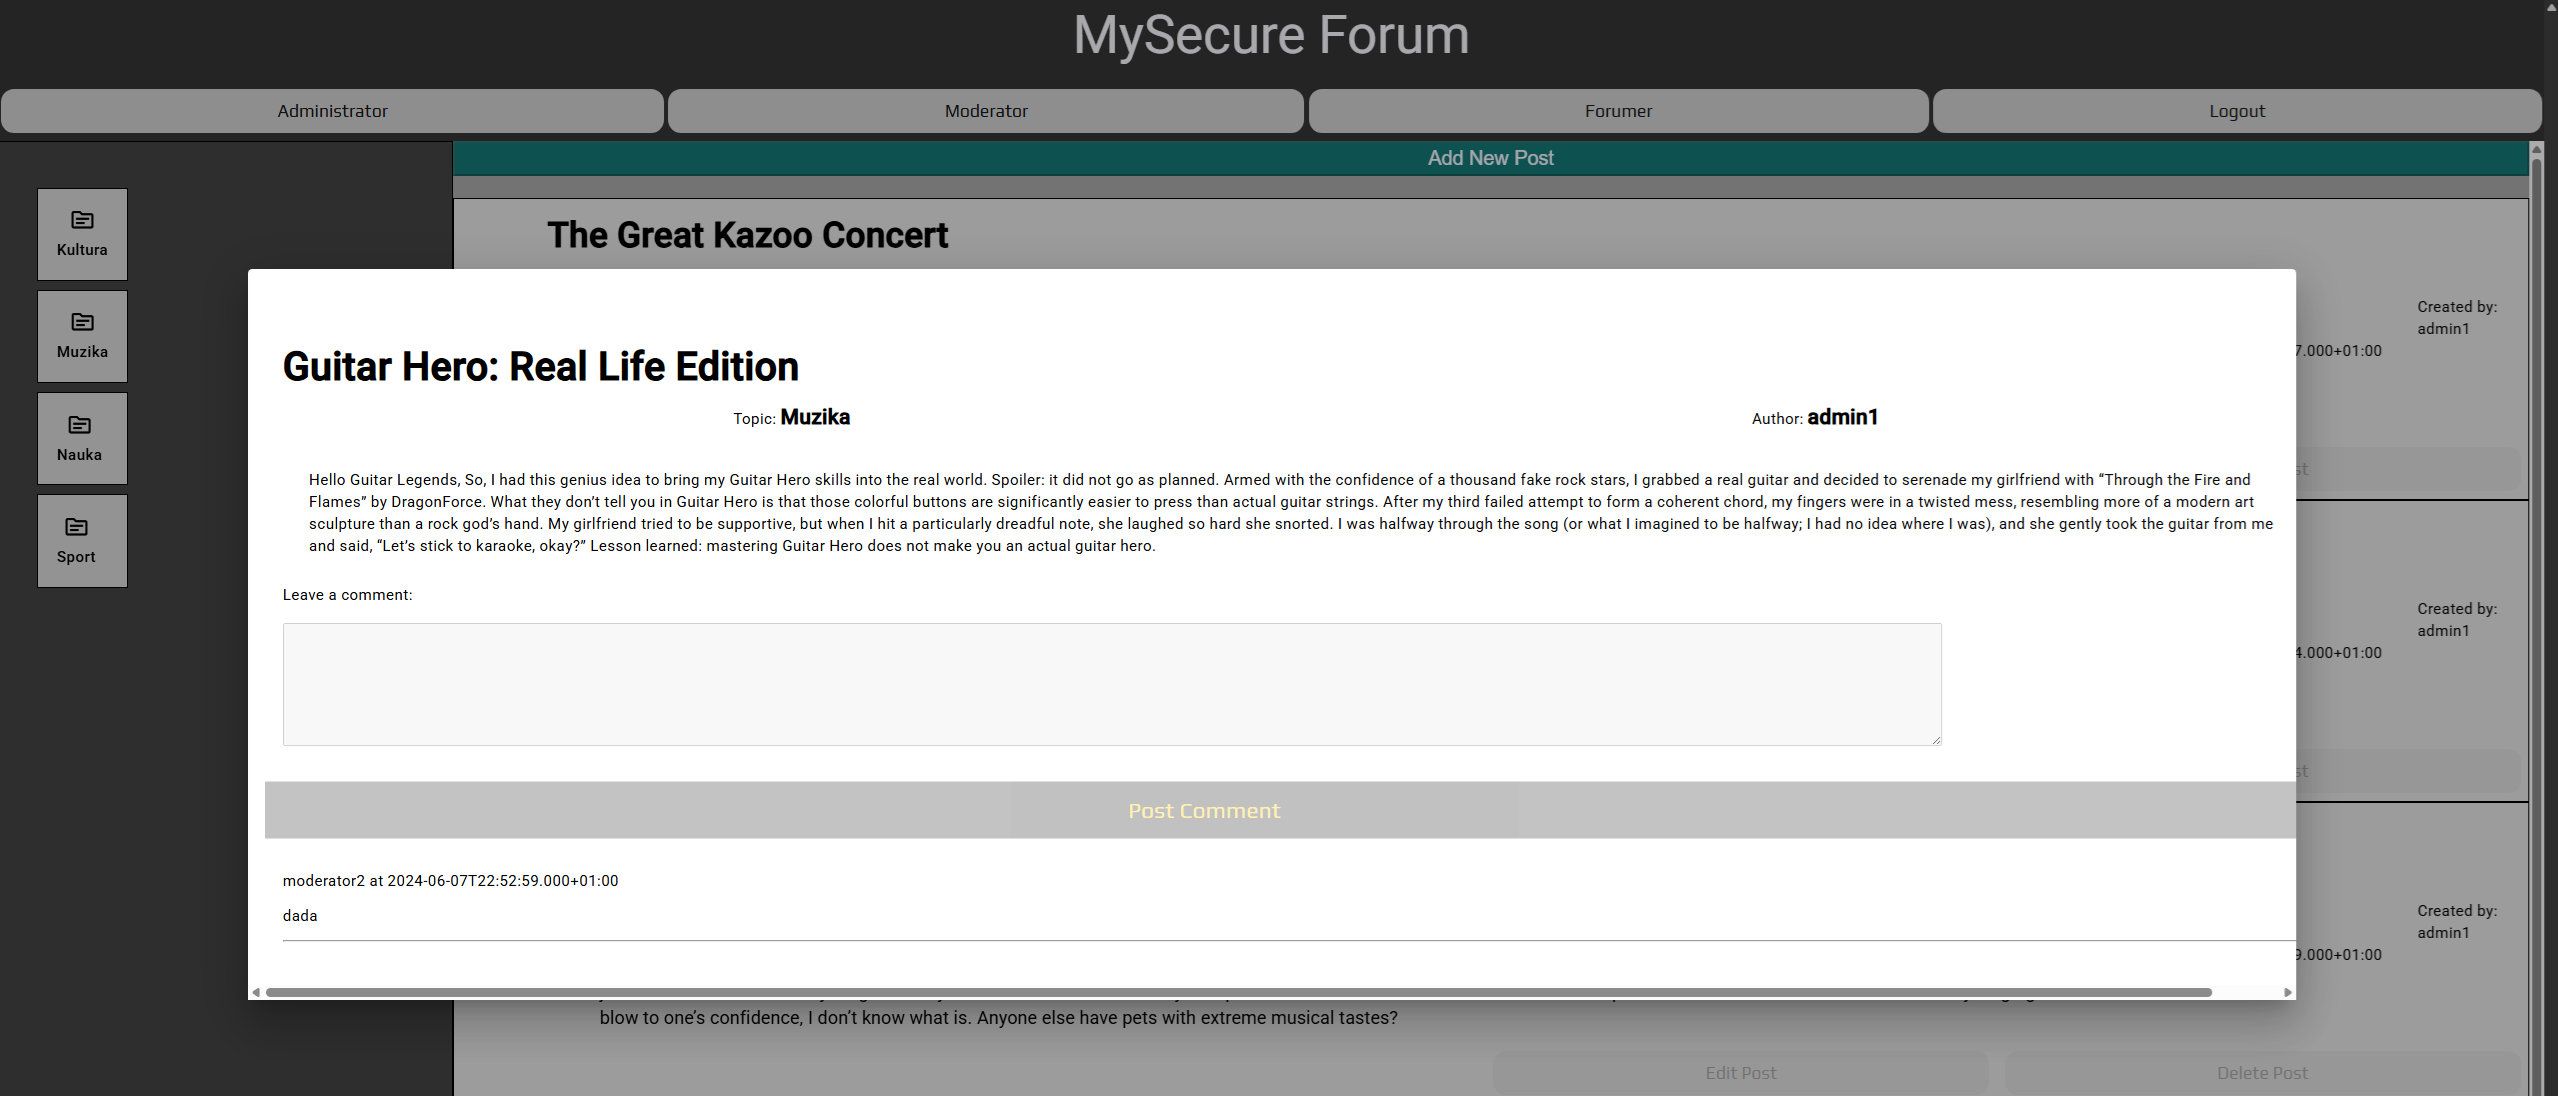 MySecure Forum
Administrator
Moderator
Forumer
Logout
Add New Post
Kultura
Muzika
Nauka
Sport
The Great Kazoo Concert
Created by:
admin1
7.000+01:00
Guitar Hero: Real Life Edition
Topic: Muzika
Author: admin1
Hello Guitar Legends, So, I had this genius idea to bring my Guitar Hero skills into the real world. Spoiler: it did not go as planned. Armed with the confidence of a thousand fake rock stars, I grabbed a real guitar and decided to serenade my girlfriend with “Through the Fire and
Flames” by DragonForce. What they don’t tell you in Guitar Hero is that those colorful buttons are significantly easier to press than actual guitar strings. After my third failed attempt to form a coherent chord, my fingers were in a twisted mess, resembling more of a modern art
sculpture than a rock god’s hand. My girlfriend tried to be supportive, but when I hit a particularly dreadful note, she laughed so hard she snorted. I was halfway through the song (or what I imagined to be halfway; I had no idea where I was), and she gently took the guitar from me
and said, “Let’s stick to karaoke, okay?” Lesson learned: mastering Guitar Hero does not make you an actual guitar hero.
Leave a comment:
Post Comment
moderator2 at 2024-06-07T22:52:59.000+01:00
dada
st
Created by:
admin1
4.000+01:00
st
Created by:
admin1
9.000+01:00
blow to one’s confidence, I don’t know what is. Anyone else have pets with extreme musical tastes?
Edit Post
Delete Post